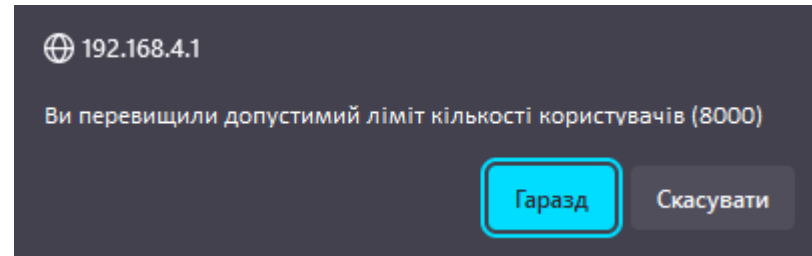 192.168.4.1
Ви перевищили допустимий ліміт кількості користувачів (8000)
Гаразд
Скасувати